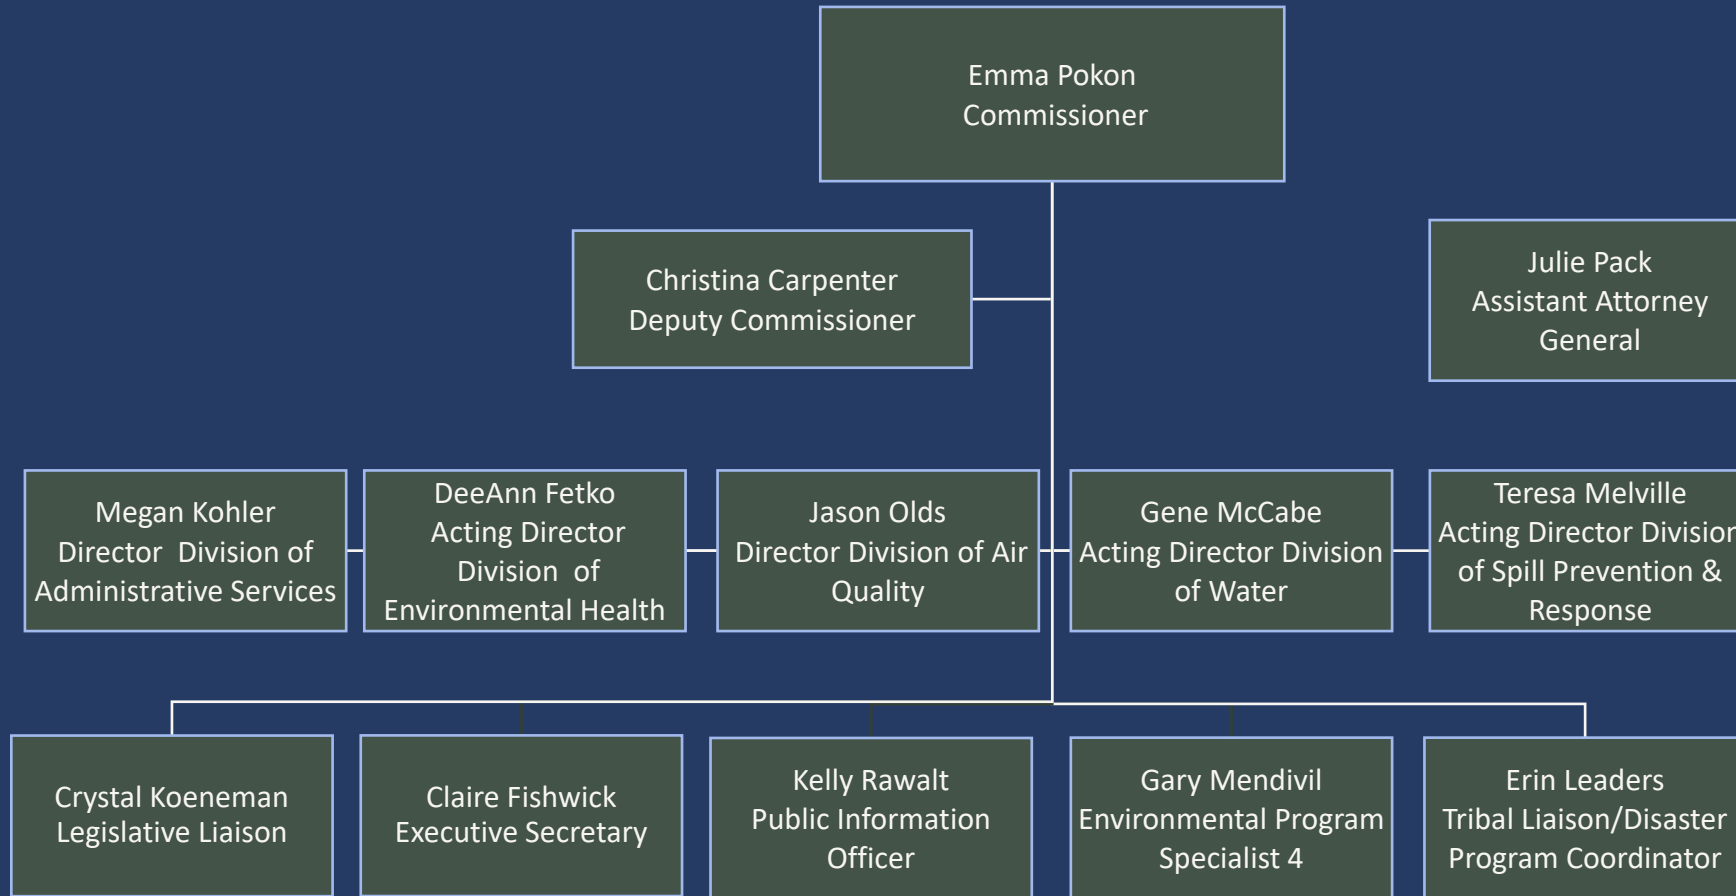 Emma Pokon
Commissioner
Christina Carpenter
Deputy Commissioner
Julie Pack
Assistant Attorney
General
Megan Kohler
Director  Division of
Administrative Services
DeeAnn Fetko
Acting Director
Division  of
Environmental Health
Jason Olds
Director Division of Air
Quality
Gene McCabe
Acting Director Division
of Water
Teresa Melville
Acting Director Division
of Spill Prevention &
Response
Crystal Koeneman
Legislative Liaison
Claire Fishwick
Executive Secretary
Kelly Rawalt
Public Information
Officer
Gary Mendivil
Environmental Program
Specialist 4
Erin Leaders
Tribal Liaison/Disaster
Program Coordinator